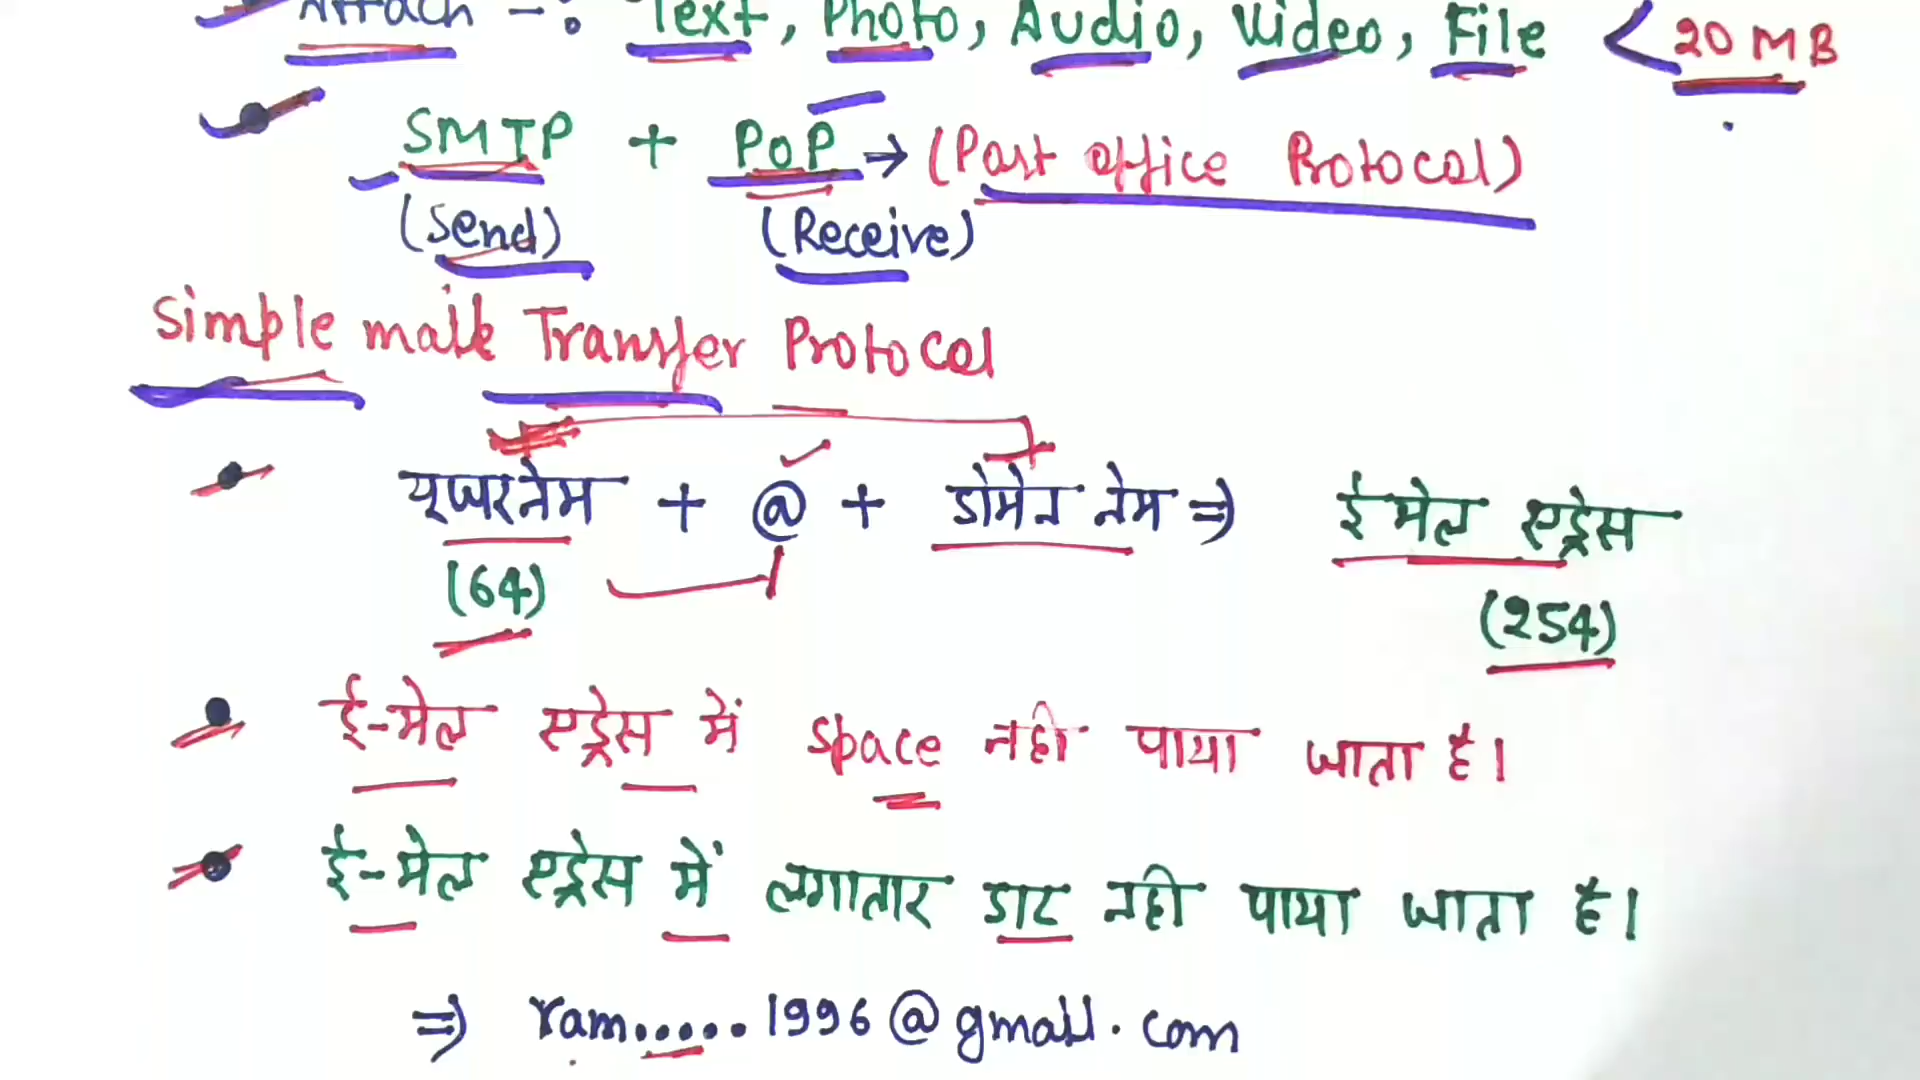 Attach -: Text, Photo, Audio, Video, File < 20 MB
SMTP + PoP → (Post office Protocol)
(Send) (Receive)
Simple mail Transfer Protocol
यूजरनेम + @ + डोमेन नेम ⇒ ई मेल एड्रेस
(64) (254)
ई-मेल एड्रेस में space नही पाया जाता है।
ई-मेल एड्रेस में लगातार डाट नही पाया जाता है।
⇒ ram.....1996@gmail.com